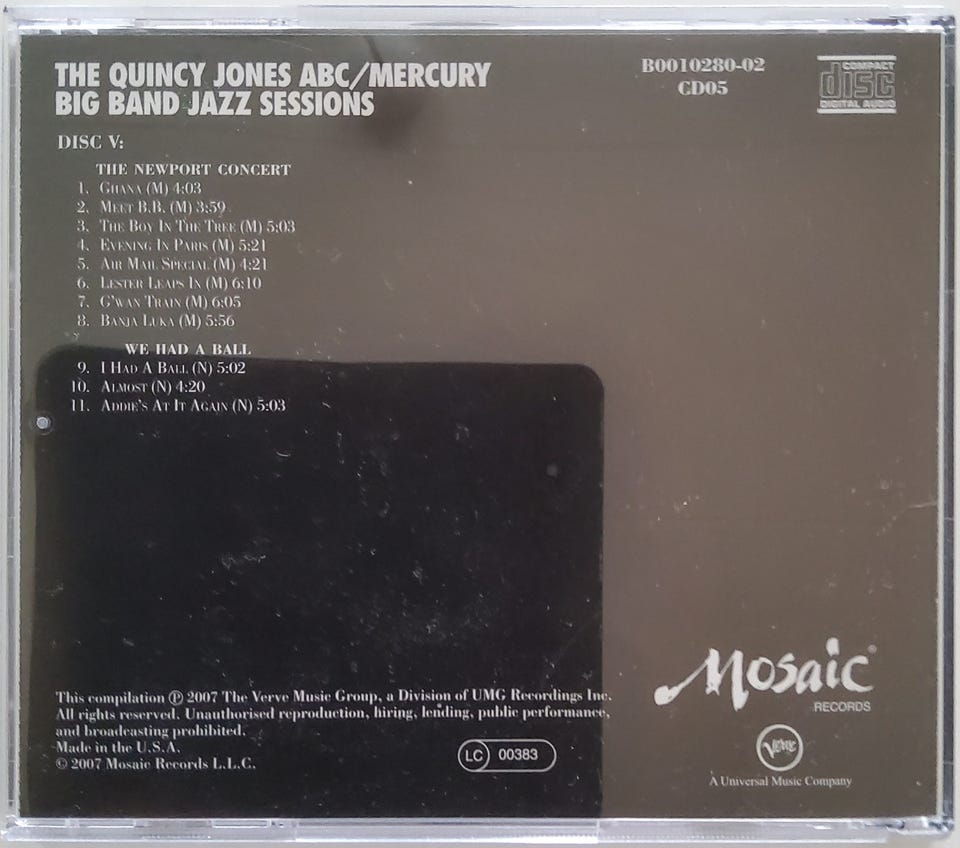 THE QUINCY JONES ABC/MERCURY
BIG BAND JAZZ SESSIONS
B0010280-02
CD05
COMPACT
disc
DIGITAL AUDIO
DISC V:
THE NEWPORT CONCERT
1. Ghana (M) 4:03
2. Meet B.B. (M) 3:59
3. The Boy In The Tree (M) 5:03
4. Evening In Paris (M) 5:21
5. Air Mail Special (M) 4:21
6. Lester Leaps In (M) 6:10
7. G'wan Train (M) 6:05
8. Banja Luka (M) 5:56
WE HAD A BALL
9. I Had A Ball (N) 5:02
10. Almost (N) 4:20
11. Addie's At It Again (N) 5:03
This compilation ℗ 2007 The Verve Music Group, a Division of UMG Recordings Inc.
All rights reserved. Unauthorised reproduction, hiring, lending, public performance,
and broadcasting prohibited.
Made in the U.S.A.
© 2007 Mosaic Records L.L.C.
LC 00383
Mosaic®
RECORDS
Verve
A Universal Music Company